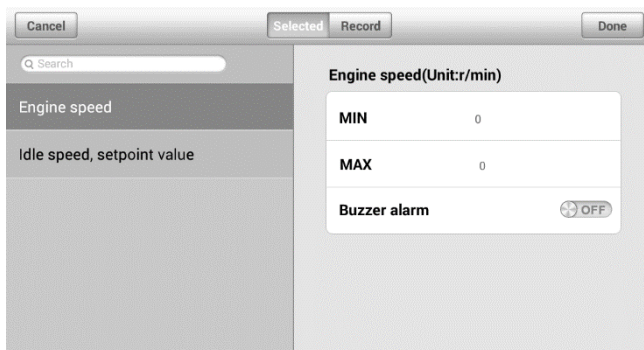 Cancel
Selected Record
Done
Search
Engine speed
Idle speed, setpoint value
Engine speed(Unit:r/min)
MIN 0
MAX 0
Buzzer alarm OFF